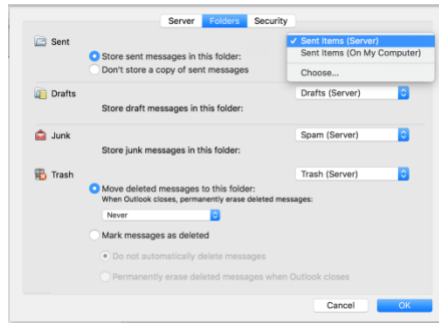 Server Folders Security
Sent
Sent Items (Server)
Store sent messages in this folder:
Sent Items (On My Computer)
Don't store a copy of sent messages
Choose...
Drafts
Drafts (Server)
Store draft messages in this folder:
Junk
Spam (Server)
Store junk messages in this folder:
Trash
Trash (Server)
Move deleted messages to this folder:
When Outlook closes, permanently erase deleted messages:
Never
Mark messages as deleted
Do not automatically delete messages
Permanently erase deleted messages when Outlook closes
Cancel OK